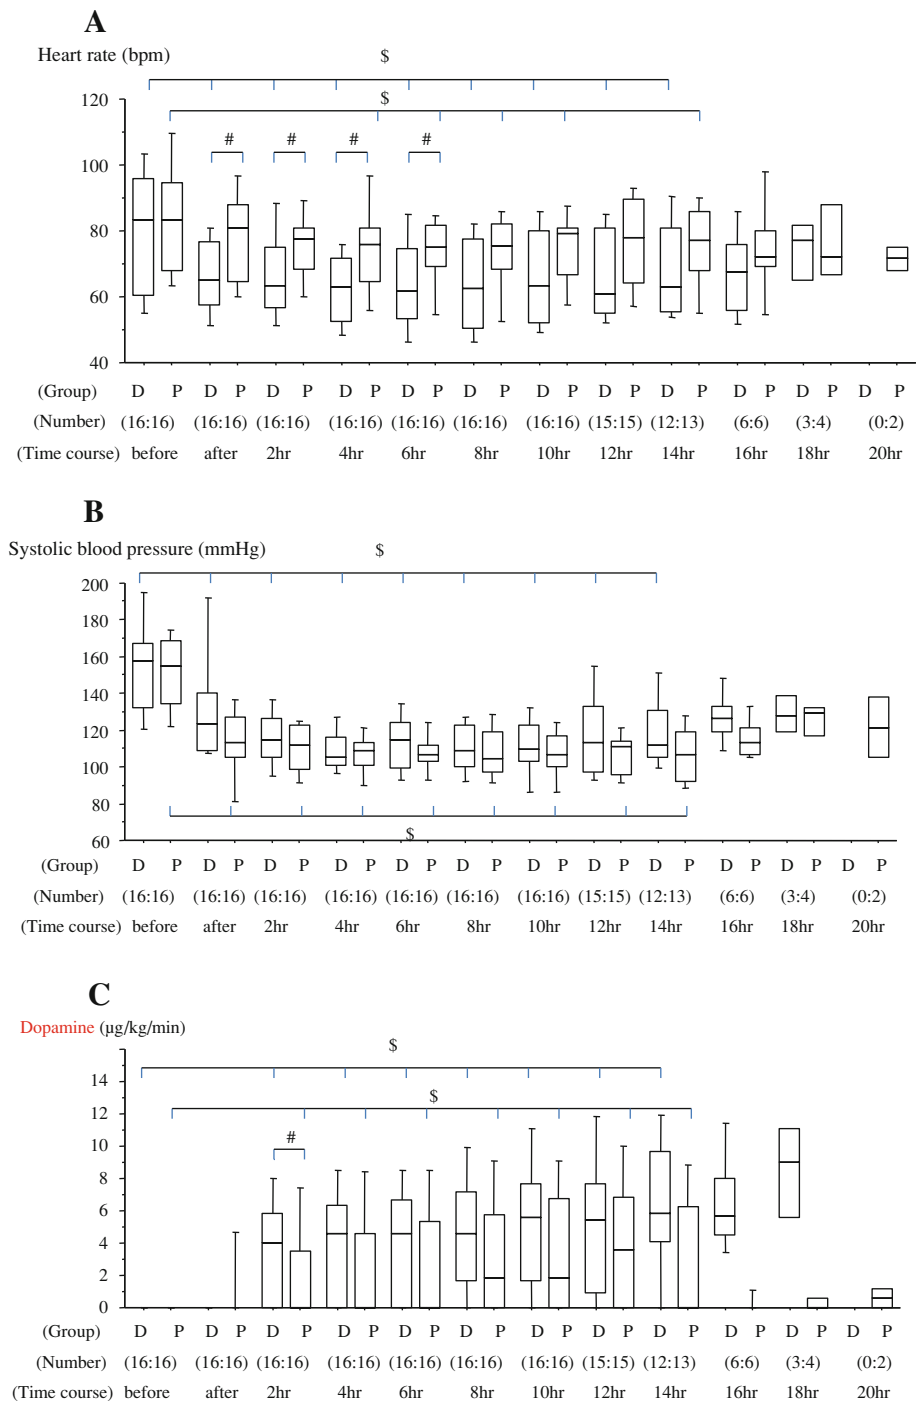 A
Heart rate (bpm)
$
$
# # # #
120
100
80
60
40
(Group) D P D P D P D P D P D P D P D P D P D P D P D P
(Number) (16:16) (16:16) (16:16) (16:16) (16:16) (16:16) (16:16) (15:15) (12:13) (6:6) (3:4) (0:2)
(Time course) before after 2hr 4hr 6hr 8hr 10hr 12hr 14hr 16hr 18hr 20hr
B
Systolic blood pressure (mmHg)
$
200
180
160
140
120
100
80
$
60
(Group) D P D P D P D P D P D P D P D P D P D P D P D P
(Number) (16:16) (16:16) (16:16) (16:16) (16:16) (16:16) (16:16) (15:15) (12:13) (6:6) (3:4) (0:2)
(Time course) before after 2hr 4hr 6hr 8hr 10hr 12hr 14hr 16hr 18hr 20hr
C
Dopamine (µg/kg/min)
$
14
$
12
#
10
8
6
4
2
0
(Group) D P D P D P D P D P D P D P D P D P D P D P D P
(Number) (16:16) (16:16) (16:16) (16:16) (16:16) (16:16) (16:16) (15:15) (12:13) (6:6) (3:4) (0:2)
(Time course) before after 2hr 4hr 6hr 8hr 10hr 12hr 14hr 16hr 18hr 20hr